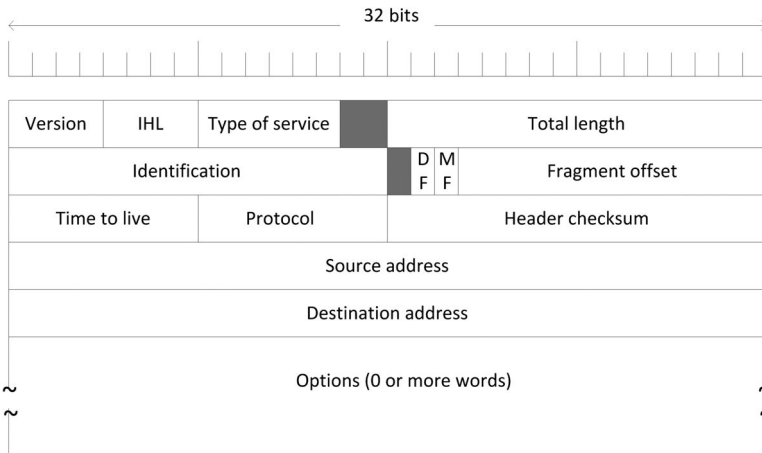 32 bits
Version IHL Type of service Total length
Identification D F M F Fragment offset
Time to live Protocol Header checksum
Source address
Destination address
Options (0 or more words)